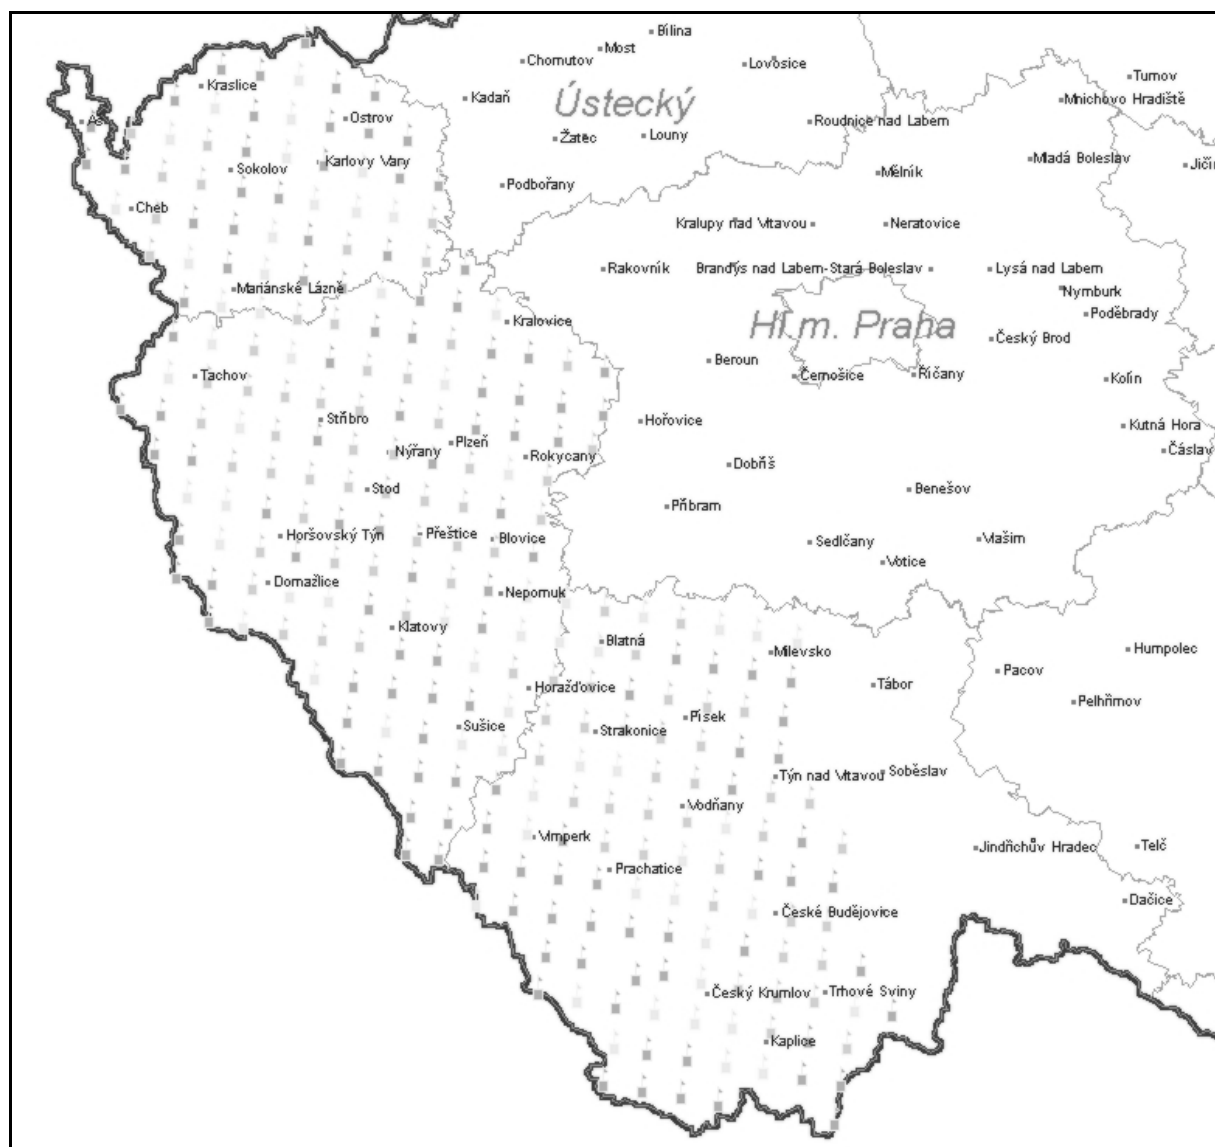 Bílina
Most
Chomutov
Lovosice
Turnov
Kraslice
Kadaň
Ústecký
Mnichovo Hradiště
Ostrov
Roudnice nad Labem
Žatec
Louny
Karlovy Vary
Mladá Boleslav
Sokolov
Mělník
Podbořany
Cheb
Kralupy nad Vltavou
Neratovice
Rakovník
Brandýs nad Labem-Stará Boleslav
Lysá nad Labem
Mariánské Lázně
Nymburk
Kralovice
Hl.m. Praha
Poděbrady
Český Brod
Beroun
Tachov
Černošice
Říčany
Kolín
Stříbro
Hořovice
Kutná Hora
Plzeň
Nýřany
Rokycany
Čáslav
Dobříš
Stod
Benešov
Příbram
Horšovský Týn
Přeštice
Blovice
Sedlčany
Vlašim
Votice
Domažlice
Nepomuk
Klatovy
Blatná
Milevsko
Humpolec
Pacov
Tábor
Horažďovice
Pelhřimov
Písek
Sušice
Strakonice
Týn nad Vltavou
Soběslav
Vodňany
Vimperk
Jindřichův Hradec
Telč
Prachatice
Dačice
České Budějovice
Český Krumlov
Trhové Sviny
Kaplice